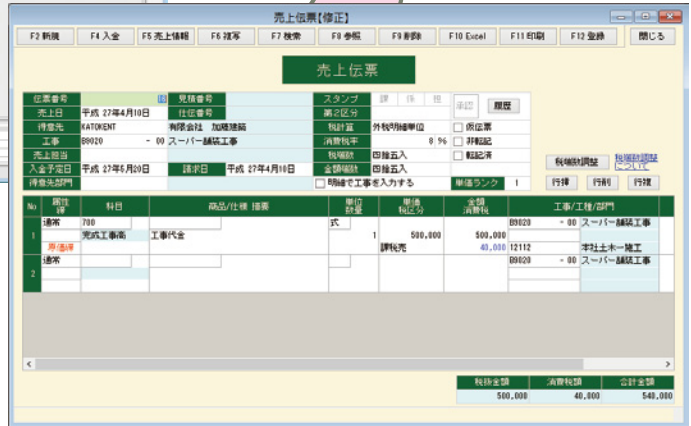 売上伝票【修正】
F2 新規 F4 入金 F5 売上情報 F6 複写 F7 検索 F8 参照 F9 削除 F10 Excel F11 印刷 F12 登録 閉じる
売上伝票
伝票番号 見積番号 スタンプ 課 係 担 承認 履歴
売上日 平成 27年4月10日 仕伝番号 第2区分
得意先 KATOKENT 有限会社 加藤建築 税計算 外税明細単位 仮伝票
工事 B9020 - 00 スーパー舗装工事 消費税率 8 % 非転記
売上担当 税端数 四捨五入 転記済 税端数調整 税端数調整について
入金予定日 平成 27年5月20日 請求日 平成 27年4月10日 金額端数 四捨五入
得意先部門 明細で工事を入力する 単価ランク 1 行挿 行削 行複
No 属性 科目 商品/仕様 摘要 単位 数量 単価 税区分 金額 消費税 工事/工種/部門
1 通常 700 式 B9020 - 00 スーパー舗装工事
完成工事高 工事代金 1 500,000 500,000
原価 課税売 40,000 12112 本社土木一施工
2 通常 B9020 - 00 スーパー舗装工事
税抜金額 消費税額 合計金額
500,000 40,000 540,000